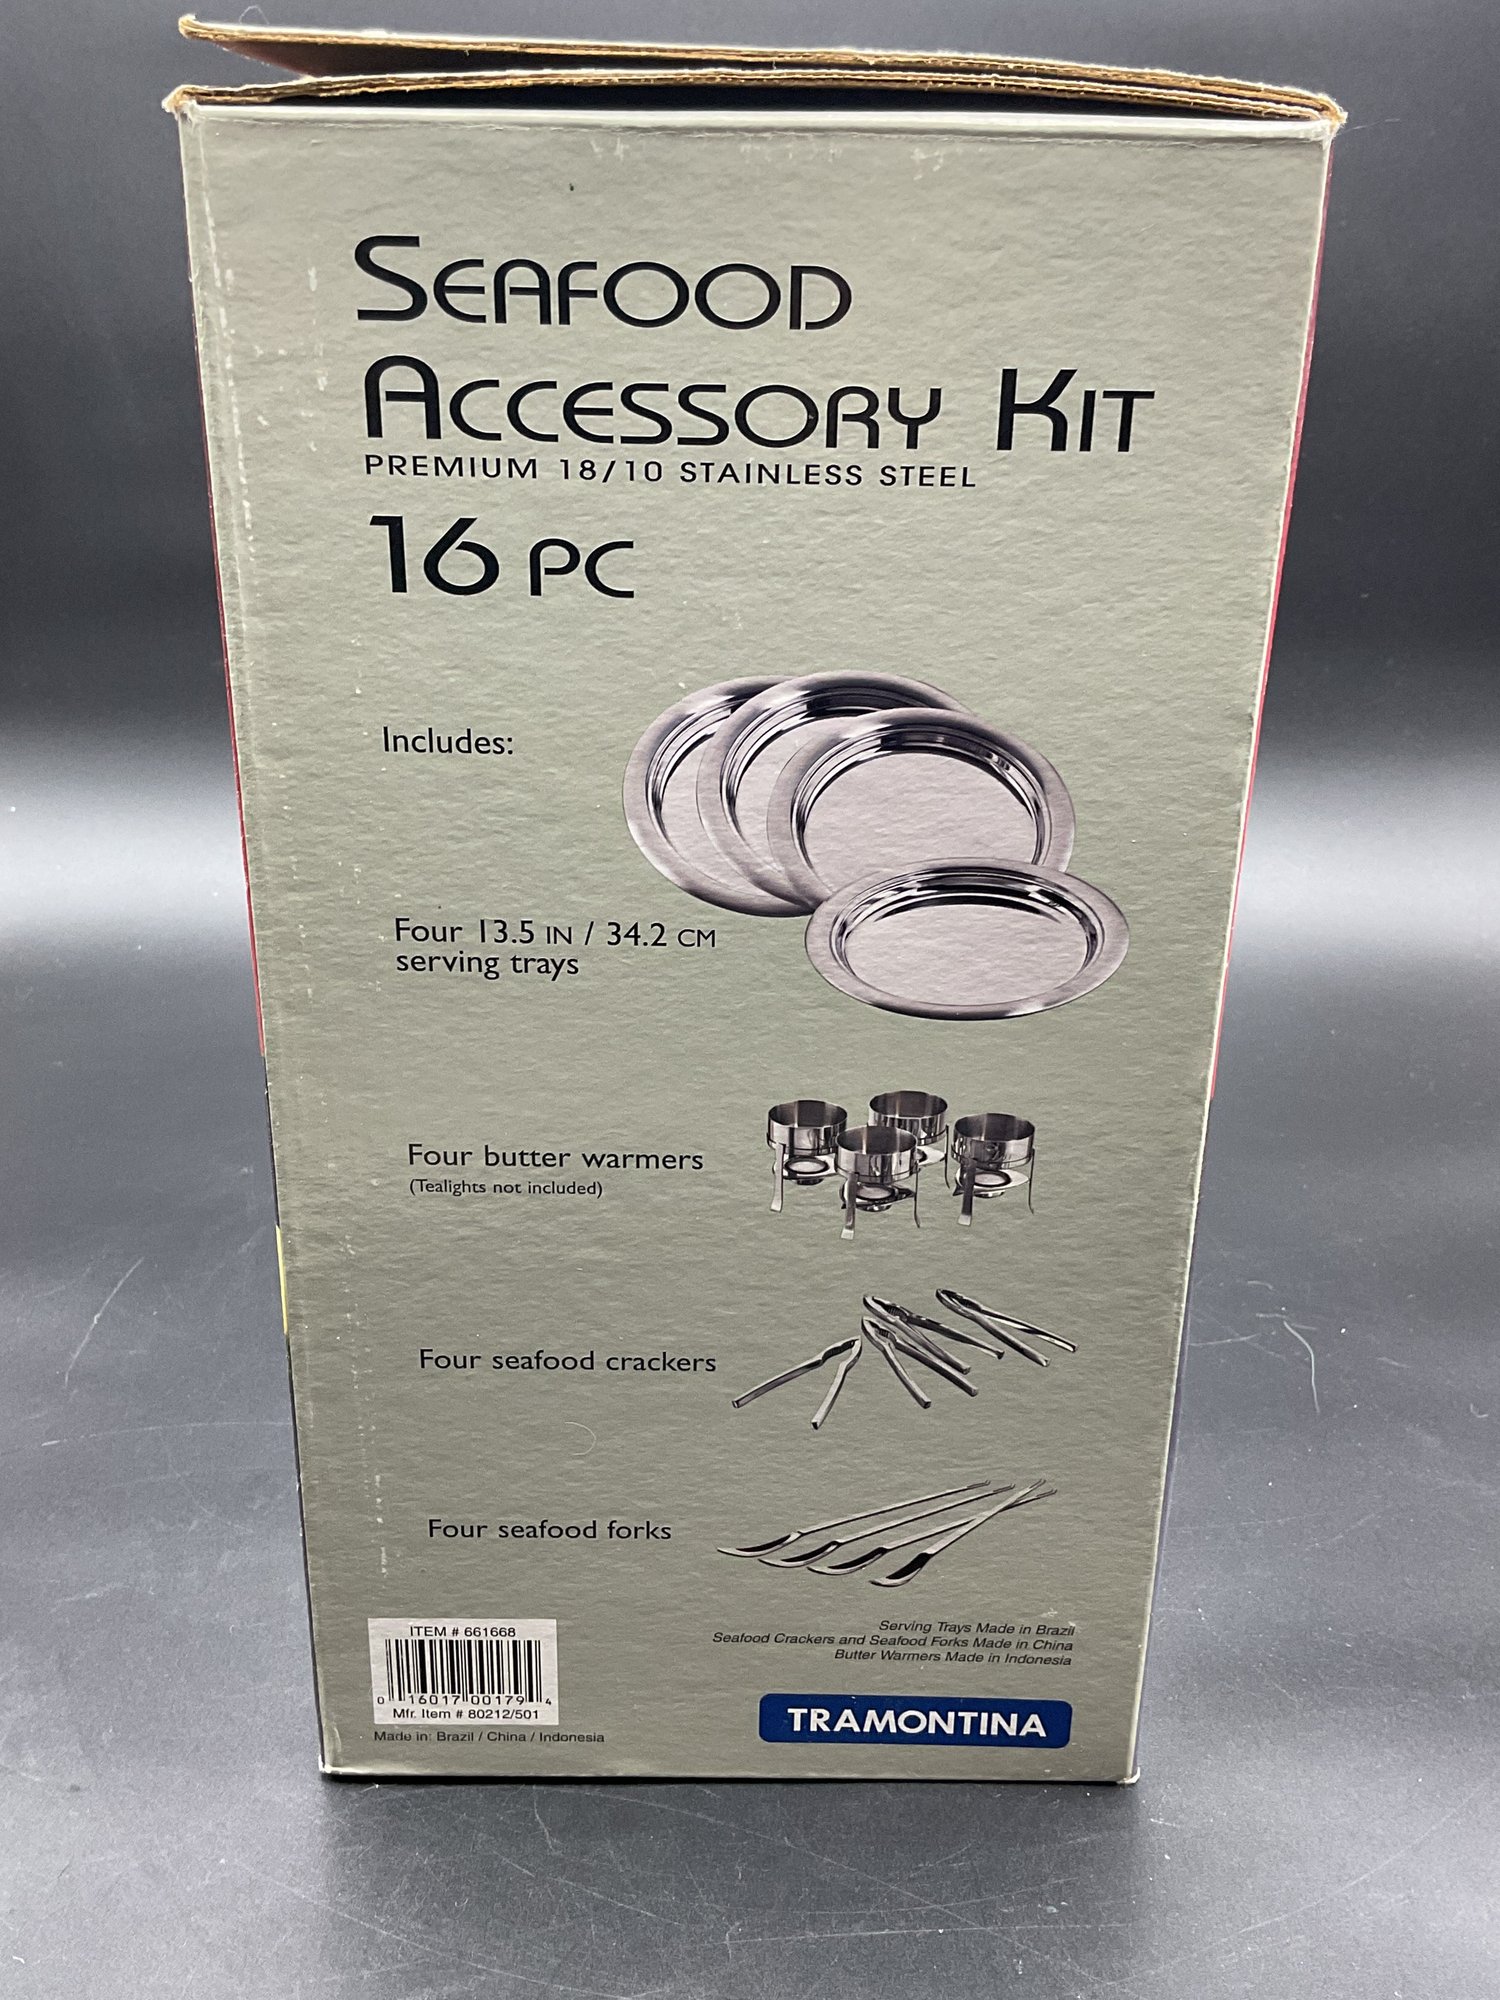 SEAFOOD
ACCESSORY KIT
PREMIUM 18/10 STAINLESS STEEL
16 PC
Includes:
Four 13.5 IN / 34.2 CM
serving trays
Four butter warmers
(Tealights not included)
Four seafood crackers
Four seafood forks
ITEM # 661668
0 16017 00179 4
Mfr. Item # 80212/501
Made in: Brazil / China / Indonesia
Serving Trays Made in Brazil
Seafood Crackers and Seafood Forks Made in China
Butter Warmers Made in Indonesia
TRAMONTINA